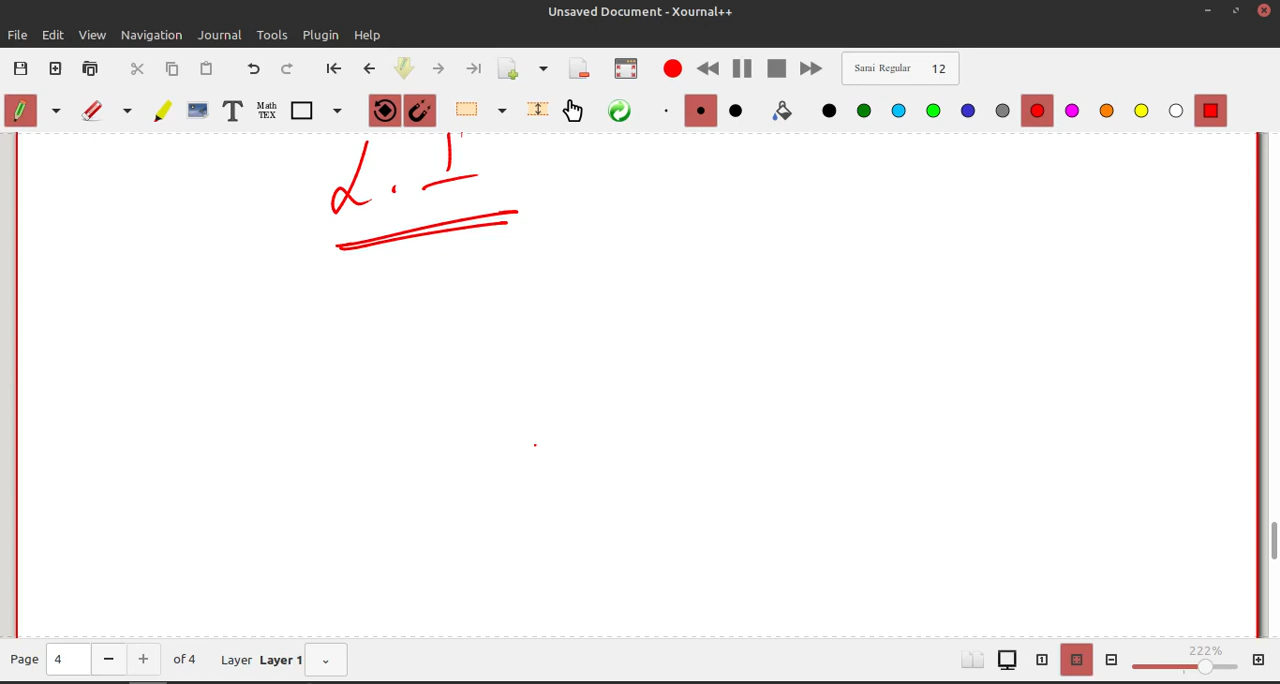 Unsaved Document - Xournal++
File Edit View Navigation Journal Tools Plugin Help
Sarai Regular 12
Math
TEX
Page 4 of 4 Layer Layer 1
222%